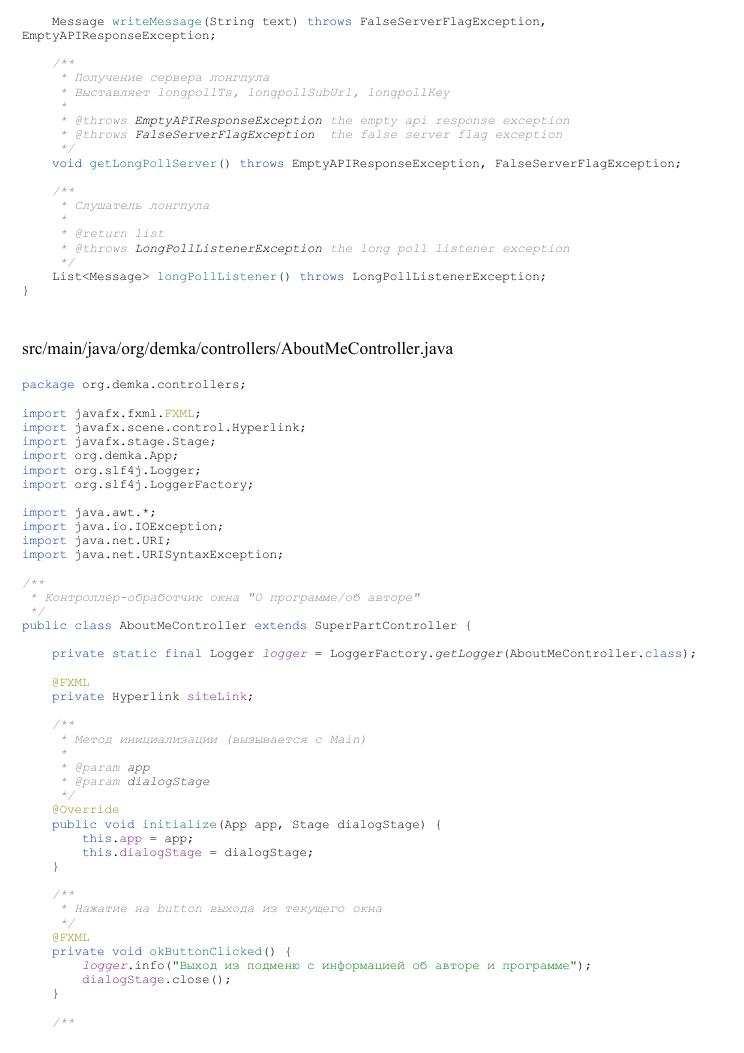 Message writeMessage(String text) throws FalseServerFlagException,
EmptyAPIResponseException;

    /**
     * Получение сервера лонгпула
     * Выставляет longpollTs, longpollSubUrl, longpollKey
     *
     * @throws EmptyAPIResponseException the empty api response exception
     * @throws FalseServerFlagException  the false server flag exception
     */
    void getLongPollServer() throws EmptyAPIResponseException, FalseServerFlagException;

    /**
     * Слушатель лонгпула
     *
     * @return list
     * @throws LongPollListenerException the long poll listener exception
     */
    List<Message> longPollListener() throws LongPollListenerException;
}

src/main/java/org/demka/controllers/AboutMeController.java

package org.demka.controllers;

import javafx.fxml.FXML;
import javafx.scene.control.Hyperlink;
import javafx.stage.Stage;
import org.demka.App;
import org.slf4j.Logger;
import org.slf4j.LoggerFactory;

import java.awt.*;
import java.io.IOException;
import java.net.URI;
import java.net.URISyntaxException;

/**
 * Контроллер-обработчик окна "О программе/об авторе"
 */
public class AboutMeController extends SuperPartController {

    private static final Logger logger = LoggerFactory.getLogger(AboutMeController.class);

    @FXML
    private Hyperlink siteLink;

    /**
     * Метод инициализации (вызывается с Main)
     *
     * @param app
     * @param dialogStage
     */
    @Override
    public void initialize(App app, Stage dialogStage) {
        this.app = app;
        this.dialogStage = dialogStage;
    }

    /**
     * Нажатие на button выхода из текущего окна
     */
    @FXML
    private void okButtonClicked() {
        logger.info("Выход из подменю с информацией об авторе и программе");
        dialogStage.close();
    }

    /**